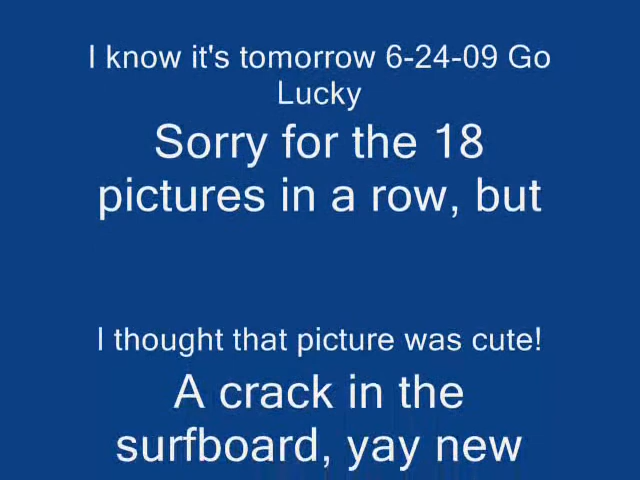 I know it's tomorrow 6-24-09 Go
Lucky
Sorry for the 18
pictures in a row, but
I thought that picture was cute!
A crack in the
surfboard, yay new